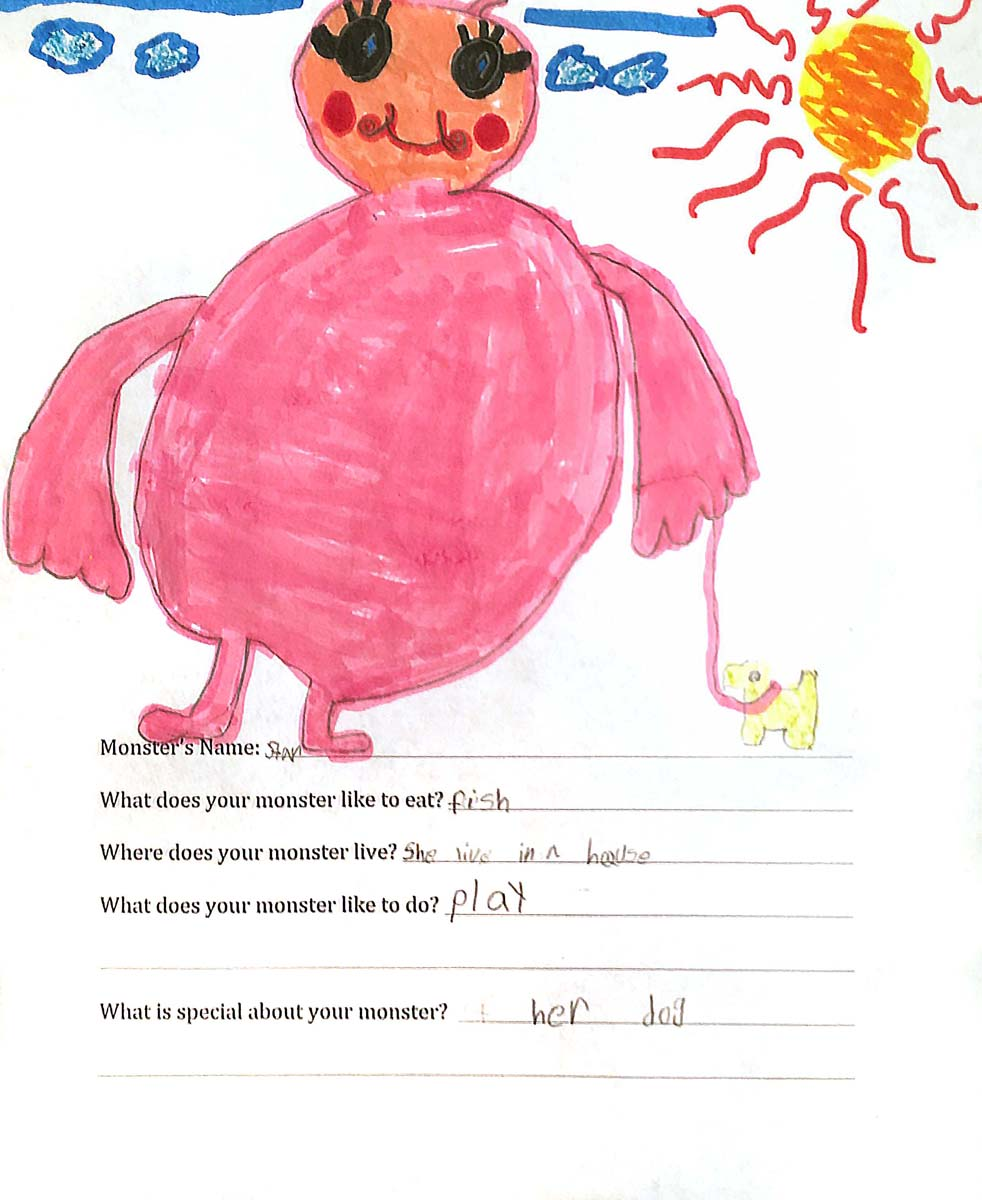 Monster's Name: Star
What does your monster like to eat? fish
Where does your monster live? She live in a house
What does your monster like to do? play
What is special about your monster? her dog